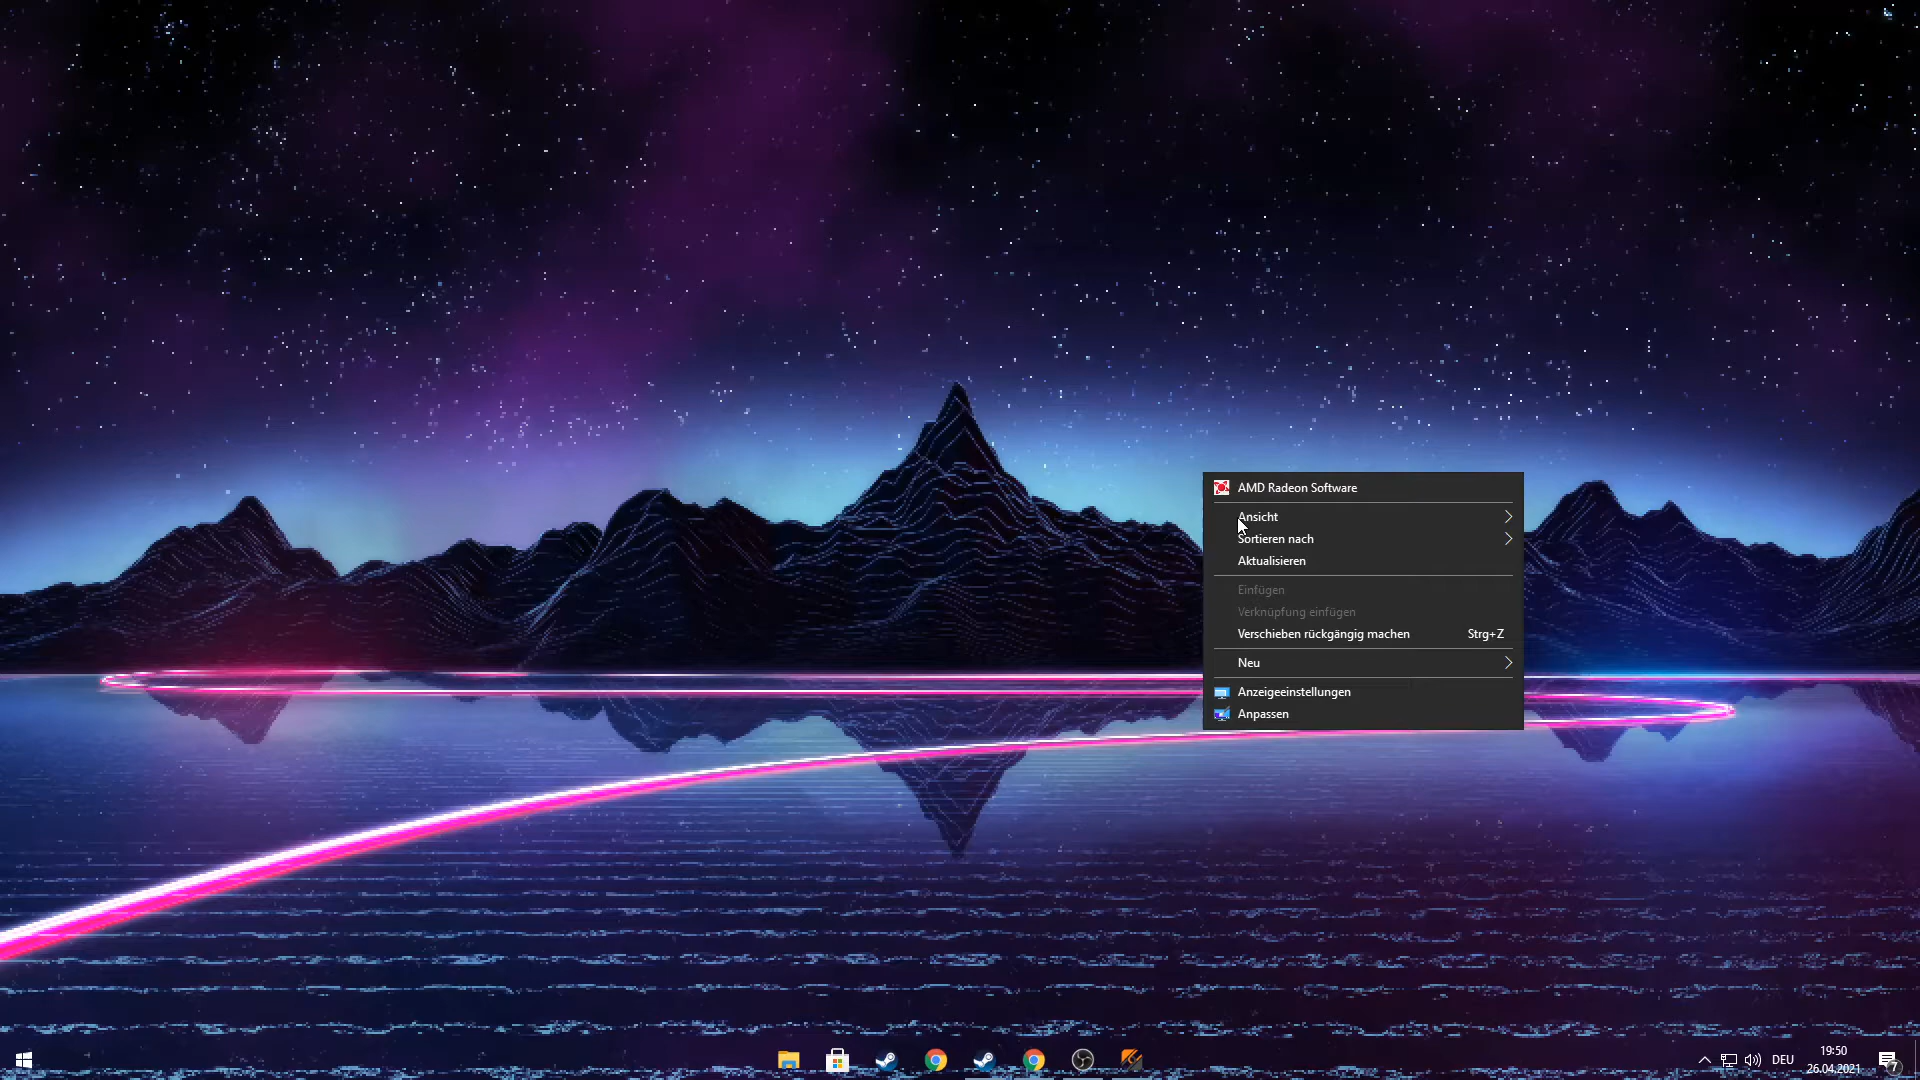 AMD Radeon Software
Ansicht
Sortieren nach
Aktualisieren
Einfügen
Verknüpfung einfügen
Verschieben rückgängig machen Strg+Z
Neu
Anzeigeeinstellungen
Anpassen
DEU
19:50
26.04.2021
7